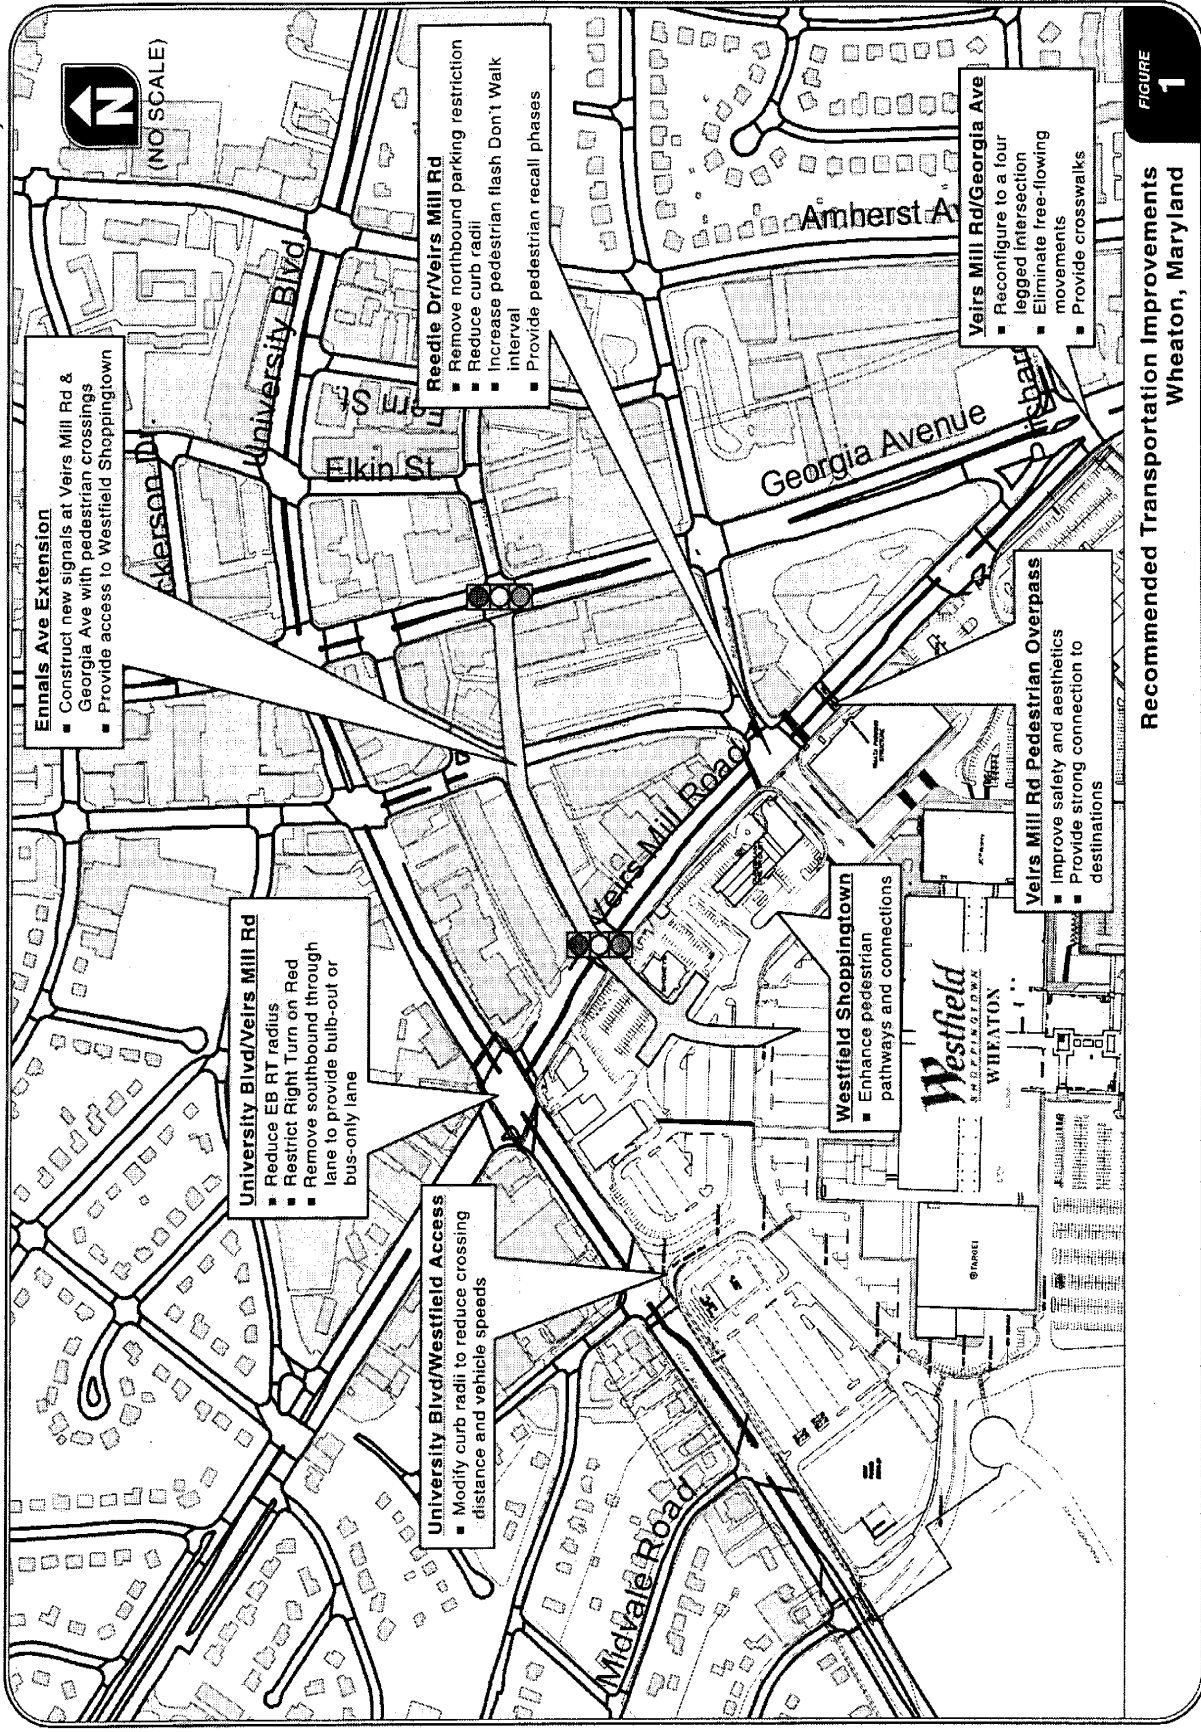 N
(NO SCALE)
Ennals Ave Extension
■ Construct new signals at Veirs Mill Rd &
Georgia Ave with pedestrian crossings
■ Provide access to Westfield Shoppingtown
Reedie Dr/Veirs Mill Rd
■ Remove northbound parking restriction
■ Reduce curb radii
■ Increase pedestrian flash Don't Walk
interval
■ Provide pedestrian recall phases
University Blvd/Veirs Mill Rd
■ Reduce EB RT radius
■ Restrict Right Turn on Red
■ Remove southbound through
lane to provide bulb-out or
bus-only lane
University Blvd/Westfield Access
■ Modify curb radii to reduce crossing
distance and vehicle speeds
University Blvd
ckerson D
Elkin St
ern St
Amherst Av
Georgia Avenue
Veirs Mill Road
Midvale Road
Veirs Mill Rd/Georgia Ave
■ Reconfigure to a four
legged intersection
■ Eliminate free-flowing
movements
■ Provide crosswalks
Westfield Shoppingtown
■ Enhance pedestrian
pathways and connections
Veirs Mill Rd Pedestrian Overpass
■ Improve safety and aesthetics
■ Provide strong connection to
destinations
Westfield
SHOPPINGTOWN
WHEATON
TARGET
Recommended Transportation Improvements
Wheaton, Maryland
FIGURE
1